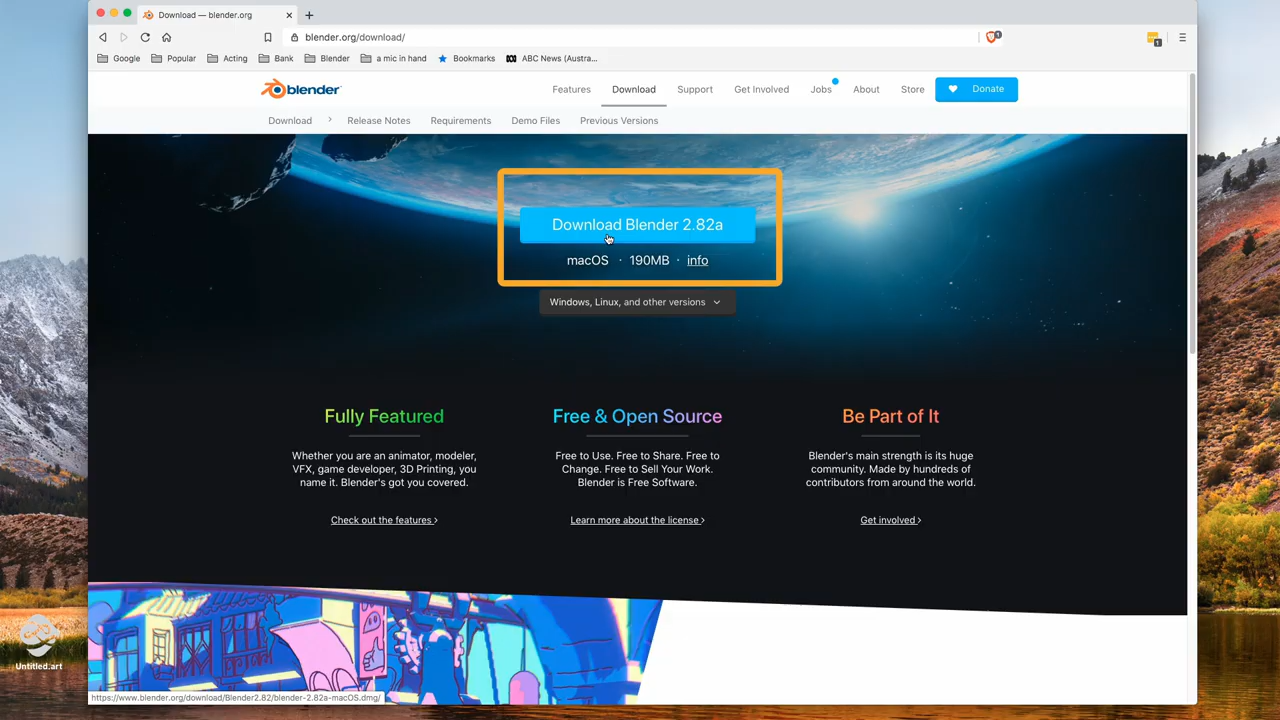 Download — blender.org
blender.org/download/
1
1
Google Popular Acting Bank Blender a mic in hand Bookmarks ABC News (Austra...
blender
Features Download Support Get Involved Jobs About Store Donate
Download Release Notes Requirements Demo Files Previous Versions
Download Blender 2.82a
macOS · 190MB · info
Windows, Linux, and other versions
Fully Featured
Whether you are an animator, modeler,
VFX, game developer, 3D Printing, you
name it. Blender's got you covered.
Check out the features
Free & Open Source
Free to Use. Free to Share. Free to
Change. Free to Sell Your Work.
Blender is Free Software.
Learn more about the license
Be Part of It
Blender's main strength is its huge
community. Made by hundreds of
contributors from around the world.
Get involved
Untitled.art
https://www.blender.org/download/Blender2.82/blender-2.82a-macOS.dmg/